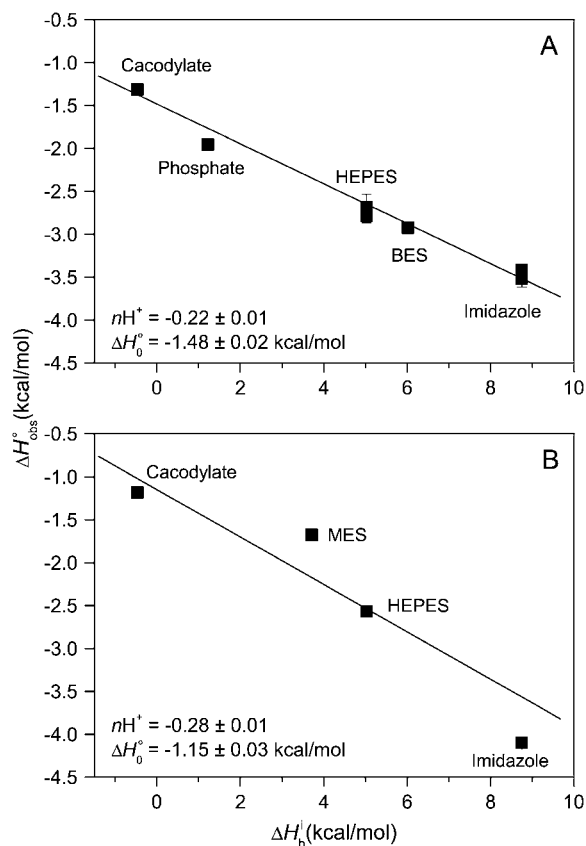 A
-0.5
-1.0
-1.5
-2.0
-2.5
-3.0
-3.5
-4.0
-4.5
Cacodylate
Phosphate
HEPES
BES
Imidazole
nH⁺ = -0.22 ± 0.01
ΔH°₀ = -1.48 ± 0.02 kcal/mol
0 2 4 6 8 10
ΔH°obs(kcal/mol)
B
-0.5
-1.0
-1.5
-2.0
-2.5
-3.0
-3.5
-4.0
-4.5
Cacodylate
MES
HEPES
Imidazole
nH⁺ = -0.28 ± 0.01
ΔH°₀ = -1.15 ± 0.03 kcal/mol
0 2 4 6 8 10
ΔHᵢb(kcal/mol)